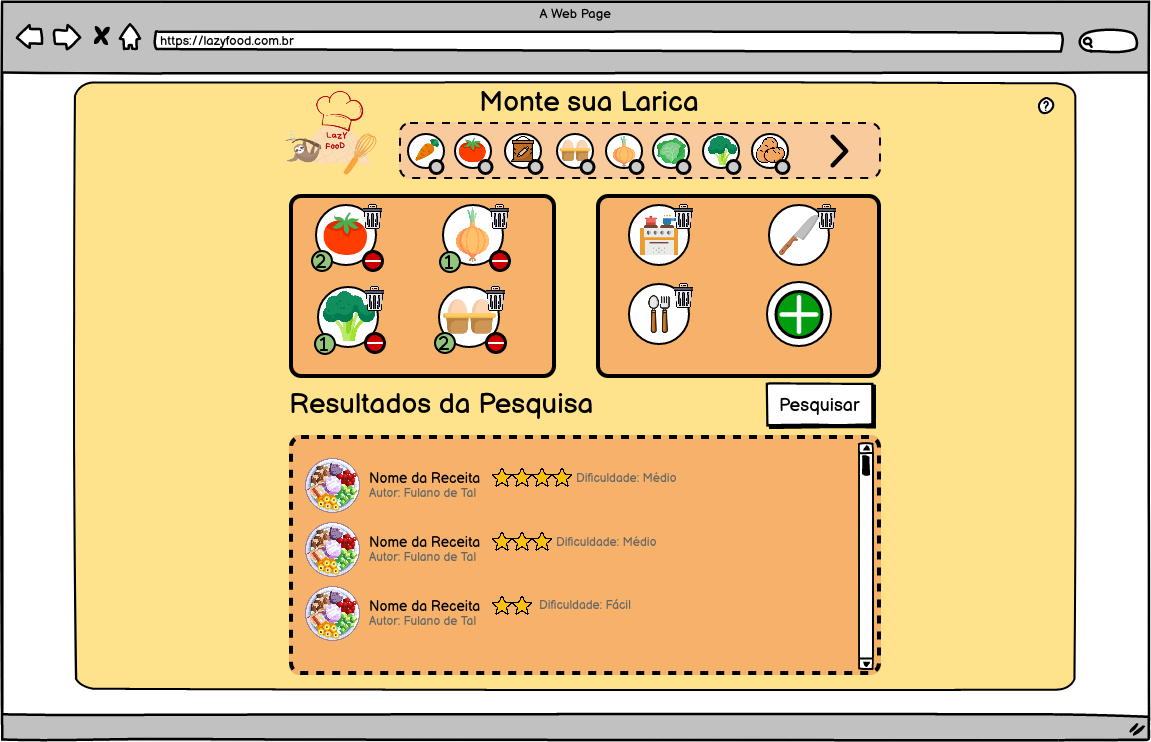 A Web Page
https://lazyfood.com.br
Monte sua Larica
?
LaZY
FooD
2
1
1
2
Resultados da Pesquisa
Pesquisar
Nome da Receita Dificuldade: Médio
Autor: Fulano de Tal
Nome da Receita Dificuldade: Médio
Autor: Fulano de Tal
Nome da Receita Dificuldade: Fácil
Autor: Fulano de Tal